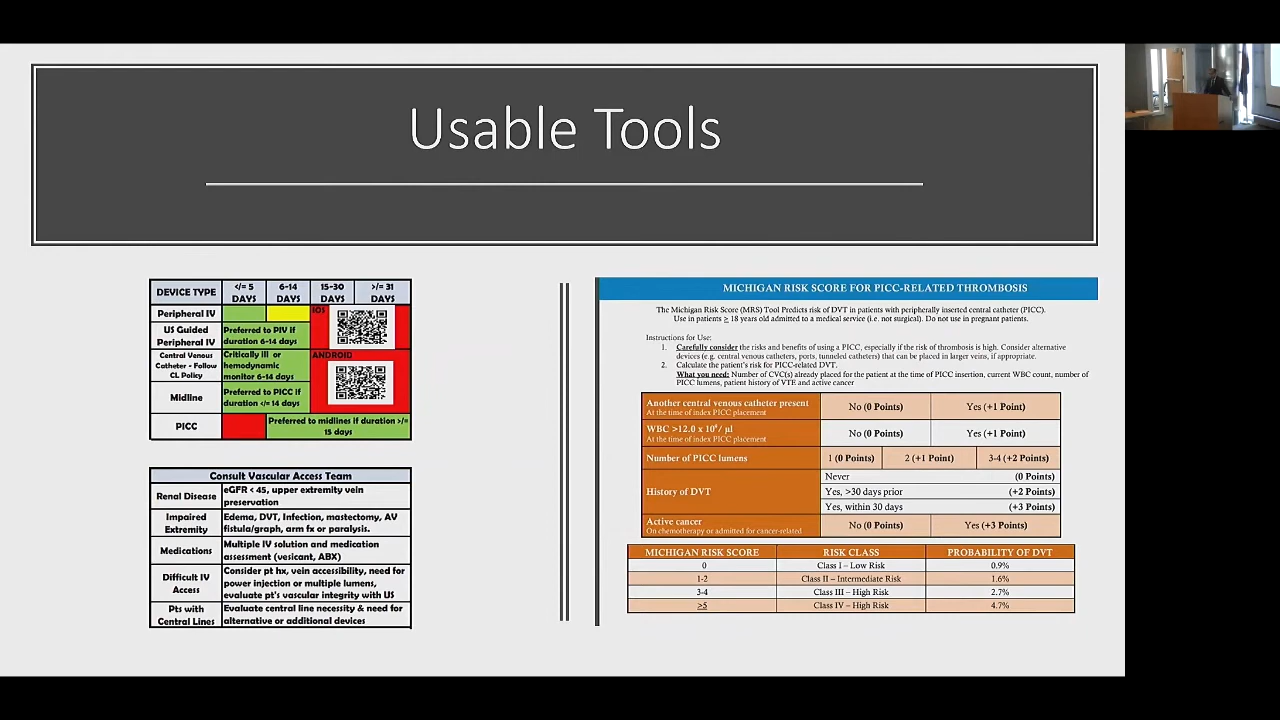 Usable Tools
DEVICE TYPE
</= 5 DAYS
6-14 DAYS
15-30 DAYS
>/= 31 DAYS
Peripheral IV
IOS
US Guided
Peripheral IV
Preferred to PIV if
duration 6-14 days
Central Venous
Catheter - Follow
CL Policy
Critically ill or
hemodynamic
monitor 6-14 days
ANDROID
Midline
Preferred to PICC if
duration </= 14 days
PICC
Preferred to midlines if duration >/=
15 days
Consult Vascular Access Team
Renal Disease
eGFR < 45, upper extremity vein
preservation
Impaired
Extremity
Edema, DVT, Infection, mastectomy, AV
fistula/graph, arm fx or paralysis.
Medications
Multiple IV solution and medication
assessment (vesicant, ABX)
Difficult IV
Access
Consider pt hx, vein accessibility, need for
power injection or multiple lumens,
evaluate pt's vascular integrity with US
Pts with
Central Lines
Evaluate central line necessity & need for
alternative or additional devices
MICHIGAN RISK SCORE FOR PICC-RELATED THROMBOSIS
The Michigan Risk Score (MRS) Tool Predicts risk of DVT in patients with peripherally inserted central catheter (PICC).
Use in patients ≥ 18 years old admitted to a medical service (i.e. not surgical). Do not use in pregnant patients.
Instructions for Use:
1. Carefully consider the risks and benefits of using a PICC, especially if the risk of thrombosis is high. Consider alternative
devices (e.g. central venous catheters, ports, tunneled catheters) that can be placed in larger veins, if appropriate.
2. Calculate the patient's risk for PICC-related DVT.
What you need: Number of CVC(s) already placed for the patient at the time of PICC insertion, current WBC count, number of
PICC lumens, patient history of VTE and active cancer
Another central venous catheter present
At the time of index PICC placement
No (0 Points)
Yes (+1 Point)
WBC >12.0 x 10⁹/ µl
At the time of index PICC placement
No (0 Points)
Yes (+1 Point)
Number of PICC lumens
1 (0 Points)
2 (+1 Point)
3-4 (+2 Points)
History of DVT
Never (0 Points)
Yes, >30 days prior (+2 Points)
Yes, within 30 days (+3 Points)
Active cancer
On chemotherapy or admitted for cancer-related
No (0 Points)
Yes (+3 Points)
MICHIGAN RISK SCORE
RISK CLASS
PROBABILITY OF DVT
0
Class I – Low Risk
0.9%
1-2
Class II – Intermediate Risk
1.6%
3-4
Class III – High Risk
2.7%
≥5
Class IV – High Risk
4.7%